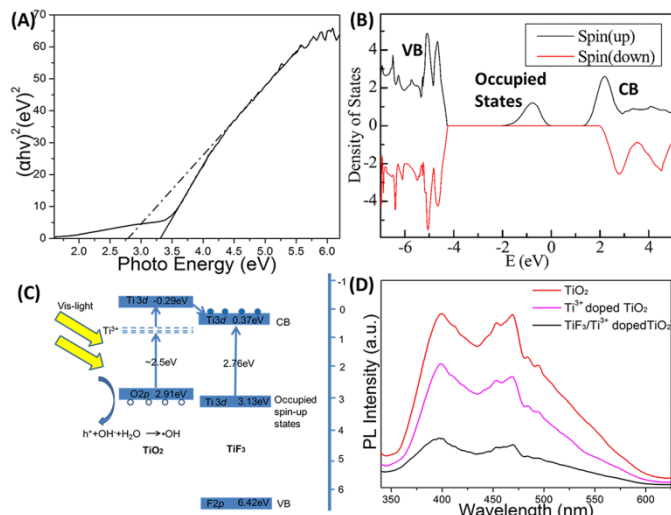 (A)
(αhv)² (eV)²
70
60
50
40
30
20
10
0
2.0 2.5 3.0 3.5 4.0 4.5 5.0 5.5 6.0
Photo Energy (eV)
(B)
Density of States
4
2
0
-2
-4
VB
Occupied
States
CB
Spin(up)
Spin(down)
-6 -4 -2 0 2 4
E (eV)
(C)
Vis-light
Ti³⁺
Ti 3d -0.29eV
Ti3d 0.37eV
CB
~2.5eV
2.76eV
O2p 2.91eV
Ti 3d 3.13eV
Occupied
spin-up
states
h⁺+OH⁻+H₂O → •OH
TiO₂
TiF₃
F2p 6.42eV
VB
-1
0
1
2
3
4
5
6
(D)
PL Intensity (a.u.)
TiO₂
Ti³⁺ doped TiO₂
TiF₃/Ti³⁺ dopedTiO₂
350 400 450 500 550 600
Wavelength (nm)